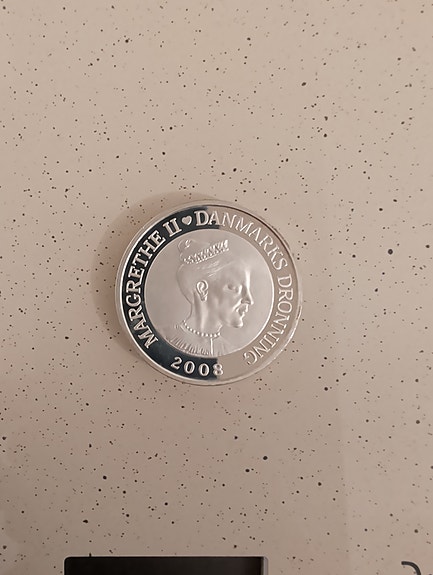 MARGRETHE II ♥ DANMARKS DRONNING
2008